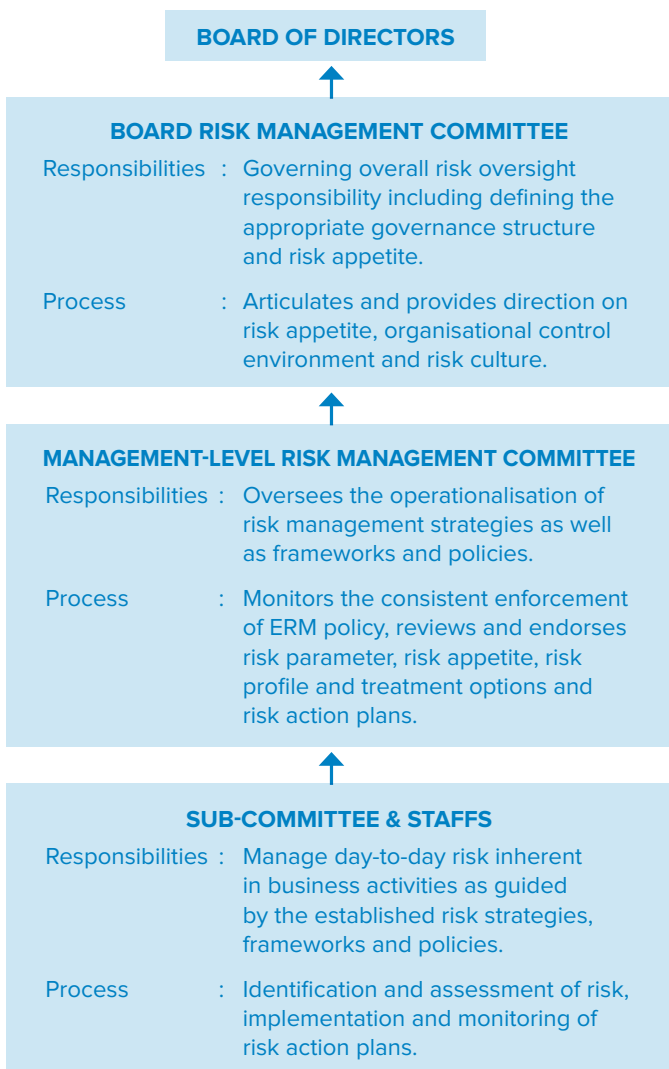 BOARD OF DIRECTORS
BOARD RISK MANAGEMENT COMMITTEE
Responsibilities : Governing overall risk oversight
responsibility including defining the
appropriate governance structure
and risk appetite.
Process : Articulates and provides direction on
risk appetite, organisational control
environment and risk culture.
MANAGEMENT-LEVEL RISK MANAGEMENT COMMITTEE
Responsibilities : Oversees the operationalisation of
risk management strategies as well
as frameworks and policies.
Process : Monitors the consistent enforcement
of ERM policy, reviews and endorses
risk parameter, risk appetite, risk
profile and treatment options and
risk action plans.
SUB-COMMITTEE & STAFFS
Responsibilities : Manage day-to-day risk inherent
in business activities as guided
by the established risk strategies,
frameworks and policies.
Process : Identification and assessment of risk,
implementation and monitoring of
risk action plans.